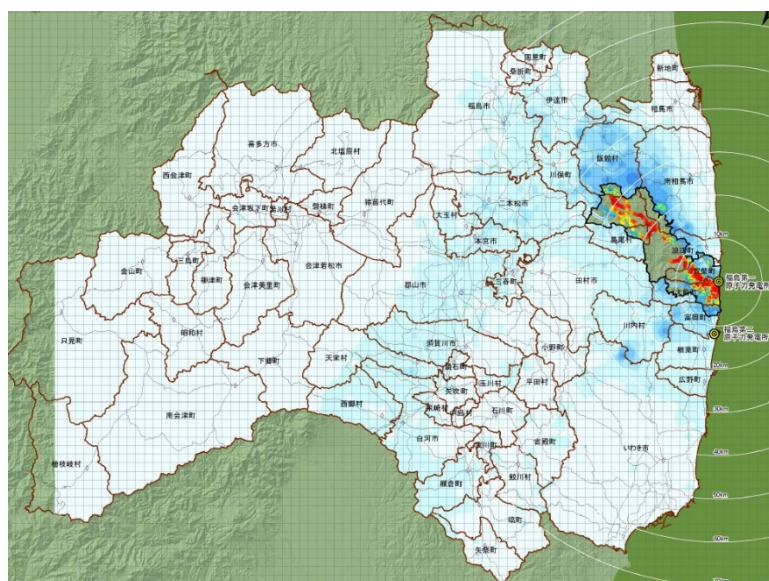 国見町
桑折町
新地町
伊達市
相馬市
福島市
喜多方市
北塩原村
飯舘村
西会津町
川俣町
南相馬市
磐梯町
猪苗代町
二本松市
会津坂下町
湯川村
大玉村
本宮市
葛尾村
浪江町
10km
三島町
会津若松市
双葉町
金山町
柳津町
会津美里町
郡山市
三春町
田村市
福島第一
原子力発電所
富岡町
昭和村
川内村
福島第二
原子力発電所
只見町
須賀川市
小野町
楢葉町
下郷町
天栄村
鏡石町
20km
矢吹町
玉川村
平田村
広野町
南会津町
西郷村
石川町
30km
白河市
古殿町
いわき市
40km
檜枝岐村
棚倉町
鮫川村
50km
塙町
60km
矢祭町